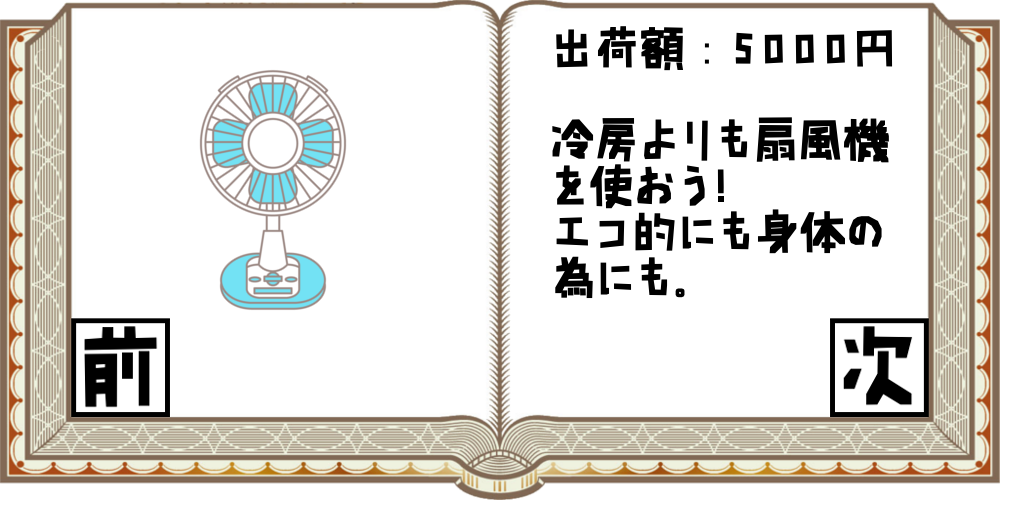 出荷額：5000円
冷房よりも扇風機
を使おう!
エコ的にも身体の
為にも。
前
次